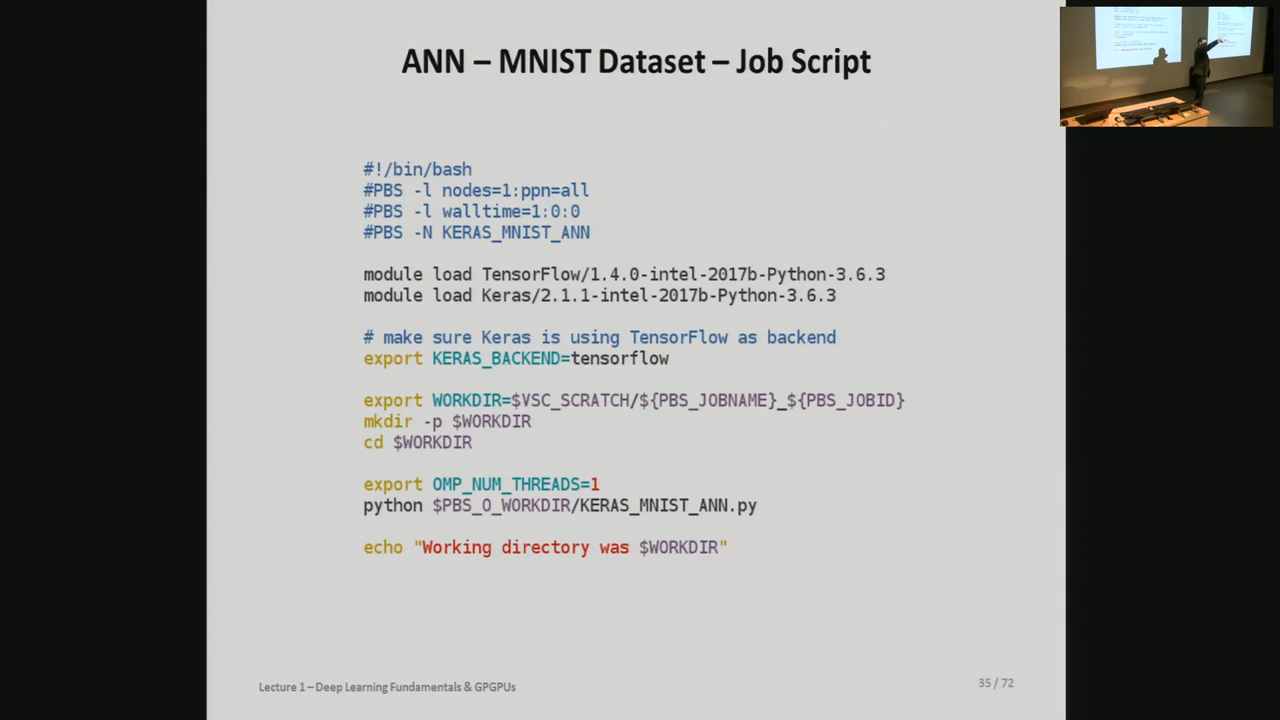 ANN – MNIST Dataset – Job Script
#!/bin/bash
#PBS -l nodes=1:ppn=all
#PBS -l walltime=1:0:0
#PBS -N KERAS_MNIST_ANN
module load TensorFlow/1.4.0-intel-2017b-Python-3.6.3
module load Keras/2.1.1-intel-2017b-Python-3.6.3
# make sure Keras is using TensorFlow as backend
export KERAS_BACKEND=tensorflow
export WORKDIR=$VSC_SCRATCH/${PBS_JOBNAME}_${PBS_JOBID}
mkdir -p $WORKDIR
cd $WORKDIR
export OMP_NUM_THREADS=1
python $PBS_O_WORKDIR/KERAS_MNIST_ANN.py
echo "Working directory was $WORKDIR"
Lecture 1 – Deep Learning Fundamentals & GPGPUs
35 / 72